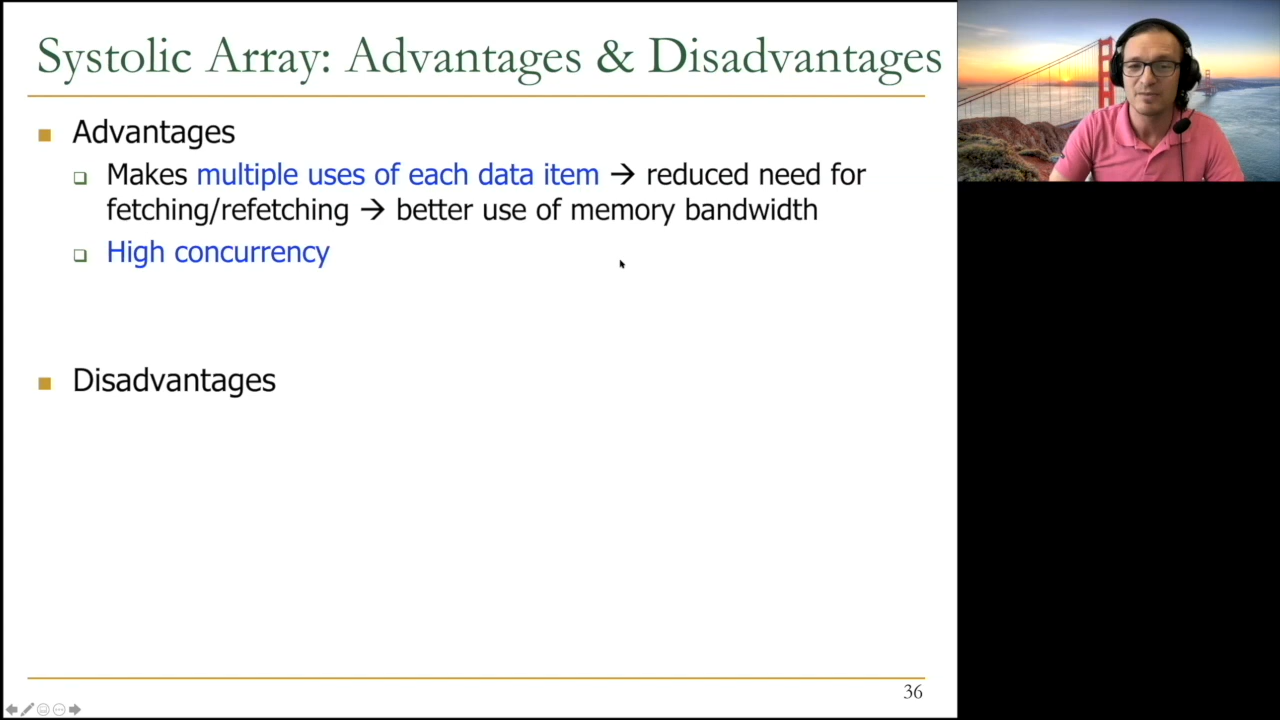 Systolic Array: Advantages & Disadvantages
Advantages
Makes multiple uses of each data item → reduced need for
fetching/refetching → better use of memory bandwidth
High concurrency
Disadvantages
36